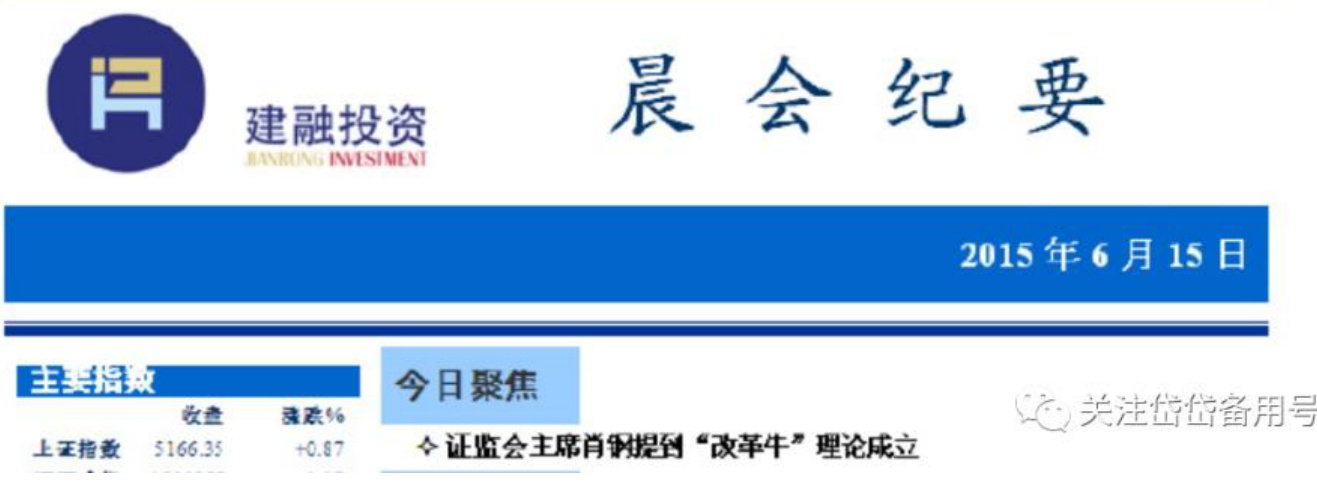 建融投资
JIANRONG INVESTMENT
晨会纪要
2015 年 6 月 15 日
主要指数
收盘 涨跌%
上证指数 5166.35 +0.87
今日聚焦
✧ 证监会主席肖钢提到“改革牛”理论成立
关注岱岱备用号